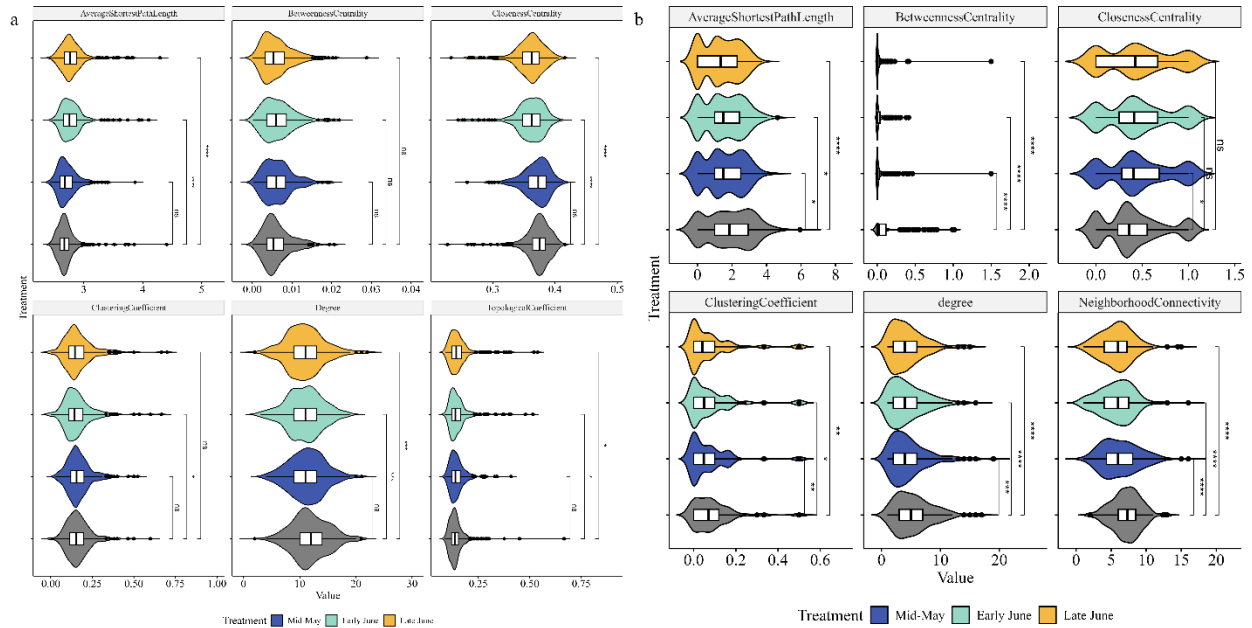 a
AverageShortestPathLength BetweennessCentrality ClosenessCentrality
**** ns ****
ns ns ns
ns ns
3 4 5 0.00 0.01 0.02 0.03 0.04 0.2 0.3 0.4 0.5
ClusteringCoefficient Degree TopologicalCoefficient
ns *** *
*
ns ns ns
0.00 0.25 0.50 0.75 1.00 0 10 20 30 0.00 0.25 0.50 0.75
Treatment
Value
Treatment Mid-May Early June Late June
b
AverageShortestPathLength BetweennessCentrality ClosenessCentrality
**** **** ns
* **** ns
* **** *
0 2 4 6 8 0.0 0.5 1.0 1.5 2.0 0.0 0.5 1.0 1.5
ClusteringCoefficient degree NeighborhoodConnectivity
** **** ****
* *** ****
** ****
0.0 0.2 0.4 0.6 0 10 20 0 5 10 15 20
Treatment
Value
Treatment Mid-May Early June Late June